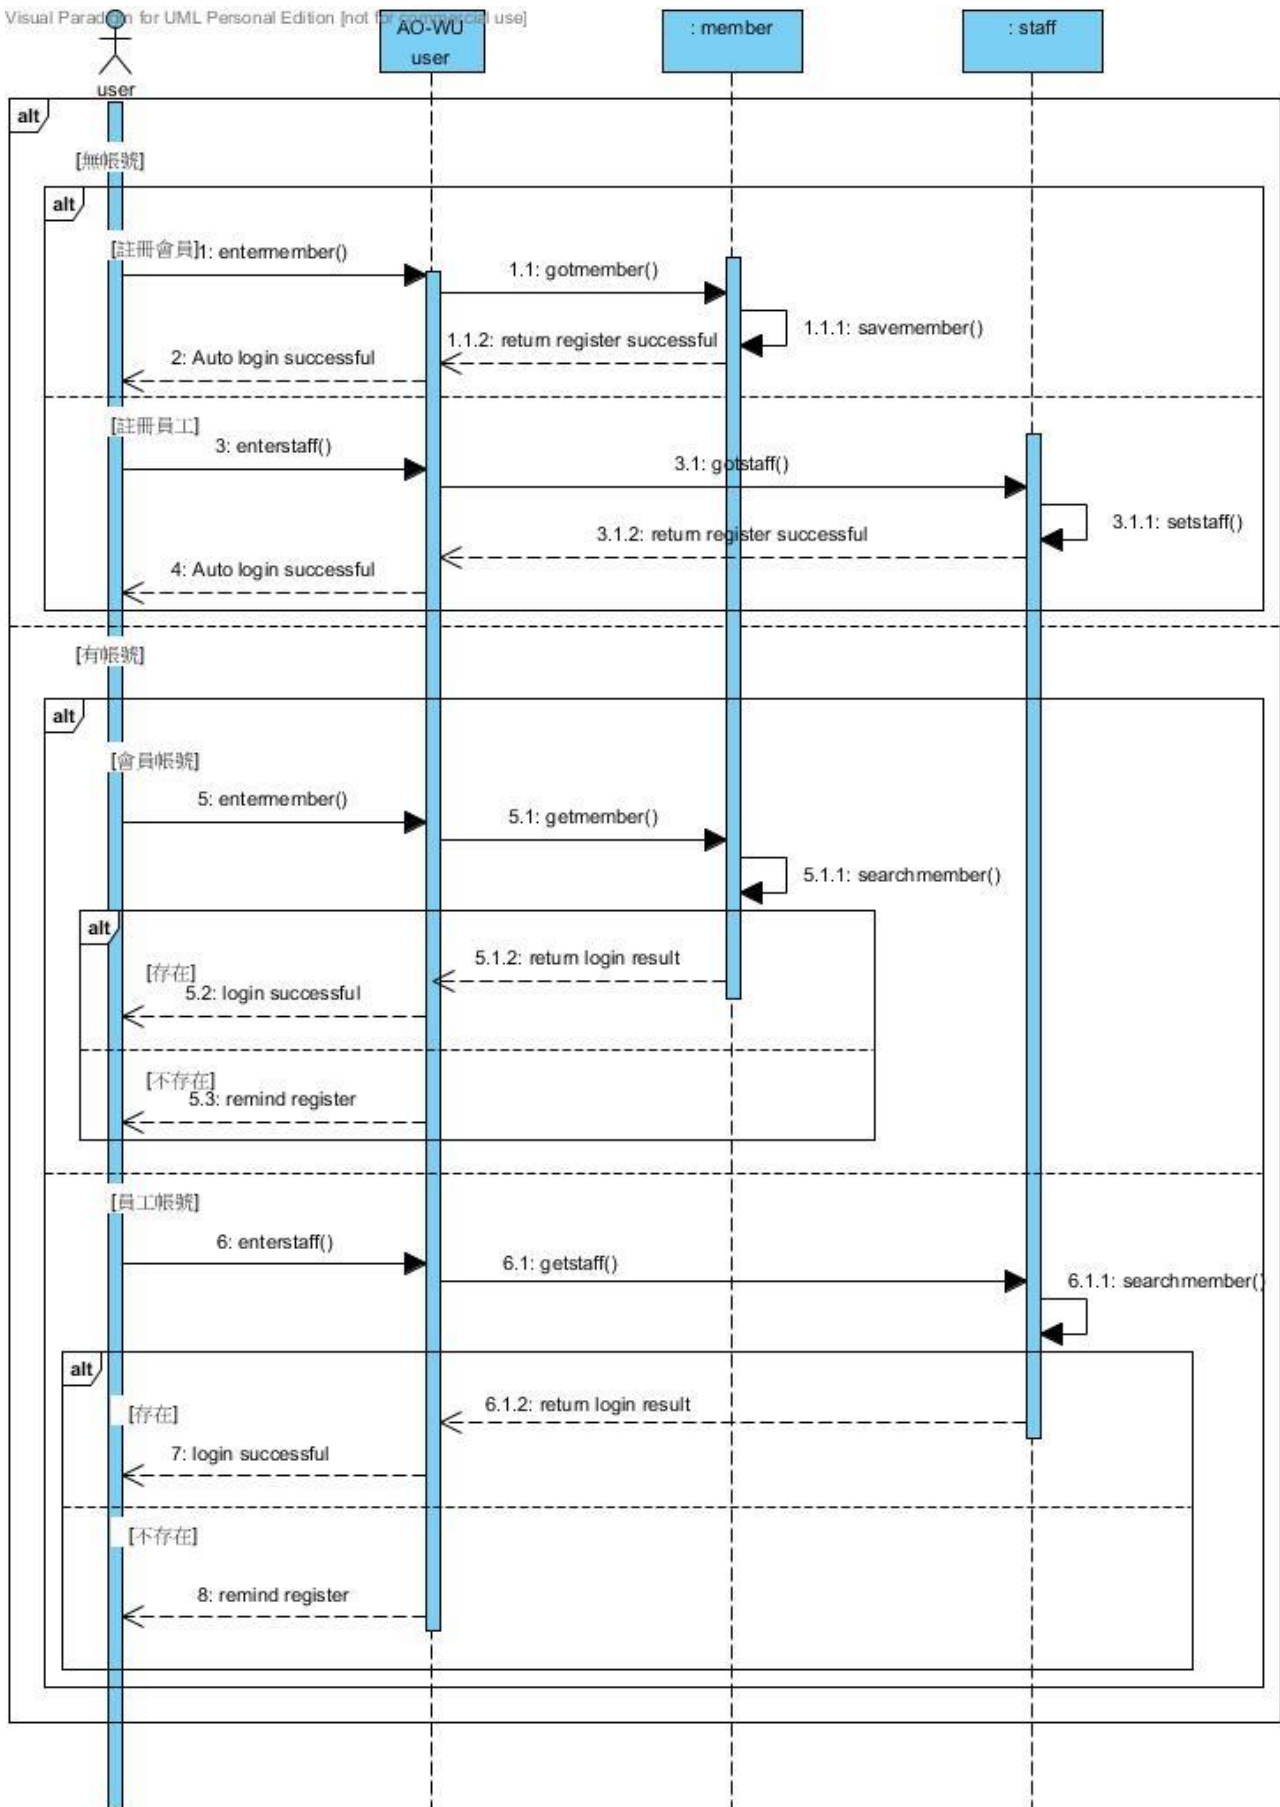 Visual Paradigm for UML Personal Edition [not for commercial use]
user
AO-WU
user
: member
: staff
alt
[無帳號]
alt
[註冊會員]
1: entermember()
1.1: gotmember()
1.1.1: savemember()
1.1.2: return register successful
2: Auto login successful
[註冊員工]
3: enterstaff()
3.1: gotstaff()
3.1.1: setstaff()
3.1.2: return register successful
4: Auto login successful
[有帳號]
alt
[會員帳號]
5: entermember()
5.1: getmember()
5.1.1: searchmember()
alt
5.1.2: return login result
[存在]
5.2: login successful
[不存在]
5.3: remind register
[員工帳號]
6: enterstaff()
6.1: getstaff()
6.1.1: searchmember()
alt
6.1.2: return login result
[存在]
7: login successful
[不存在]
8: remind register